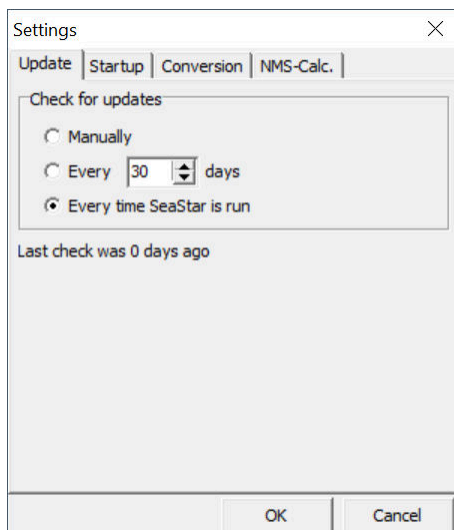 Settings
Update Startup Conversion NMS-Calc.
Check for updates
Manually
Every 30 days
Every time SeaStar is run
Last check was 0 days ago
OK Cancel